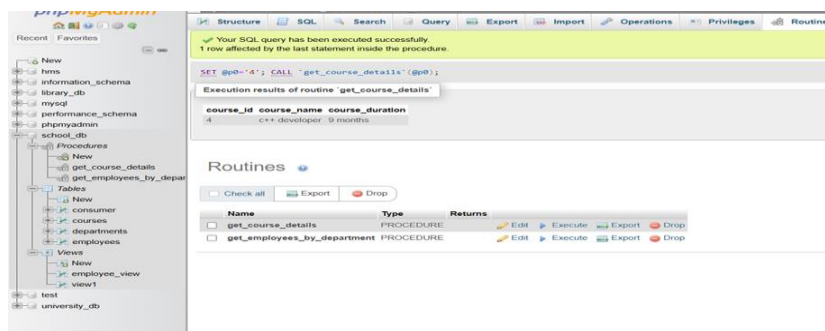 phpMyAdmin
Recent Favorites
New
hms
information_schema
library_db
mysql
performance_schema
phpmyadmin
school_db
Procedures
New
get_course_details
get_employees_by_depar
Tables
New
consumer
courses
departments
employees
Views
New
employee_view
view1
test
university_db
Structure SQL Search Query Export Import Operations Privileges Routine
Your SQL query has been executed successfully.
1 row affected by the last statement inside the procedure.
SET @p0='4'; CALL `get_course_details`(@p0);
Execution results of routine `get_course_details`
course_id course_name course_duration
4 c++ developer 9 months
Routines
Check all Export Drop
Name Type Returns
get_course_details PROCEDURE Edit Execute Export Drop
get_employees_by_department PROCEDURE Edit Execute Export Drop